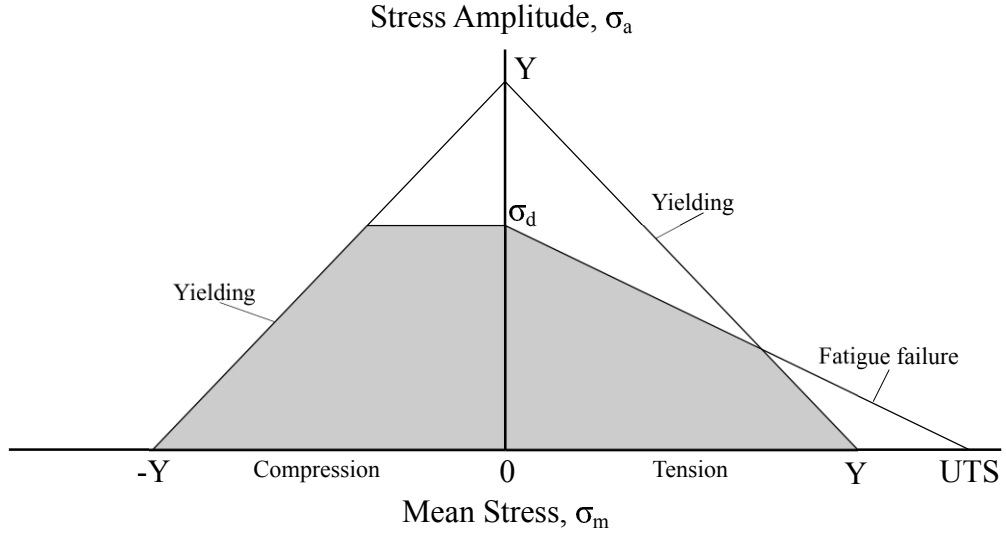 Stress Amplitude, σa
Y
σd
Yielding
Yielding
Fatigue failure
-Y
Compression
0
Tension
Y
UTS
Mean Stress, σm